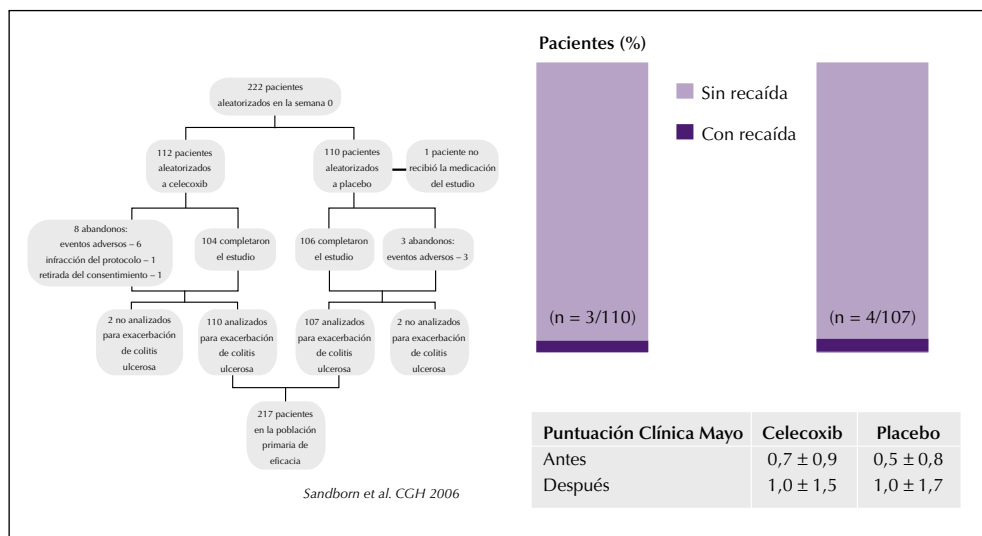 222 pacientes
aleatorizados en la semana 0
112 pacientes
aleatorizados
a celecoxib
110 pacientes
aleatorizados
a placebo
1 paciente no
recibió la medicación
del estudio
8 abandonos:
eventos adversos – 6
infracción del protocolo – 1
retirada del consentimiento – 1
104 completaron
el estudio
106 completaron
el estudio
3 abandonos:
eventos adversos – 3
2 no analizados
para exacerbación
de colitis
ulcerosa
110 analizados
para exacerbación
de colitis
ulcerosa
107 analizados
para exacerbación
de colitis
ulcerosa
2 no analizados
para exacerbación
de colitis
ulcerosa
217 pacientes
en la población
primaria de
eficacia
Sandborn et al. CGH 2006
Pacientes (%)
Sin recaída
Con recaída
(n = 3/110)
(n = 4/107)
Puntuación Clínica Mayo Celecoxib Placebo
Antes 0,7 ± 0,9 0,5 ± 0,8
Después 1,0 ± 1,5 1,0 ± 1,7